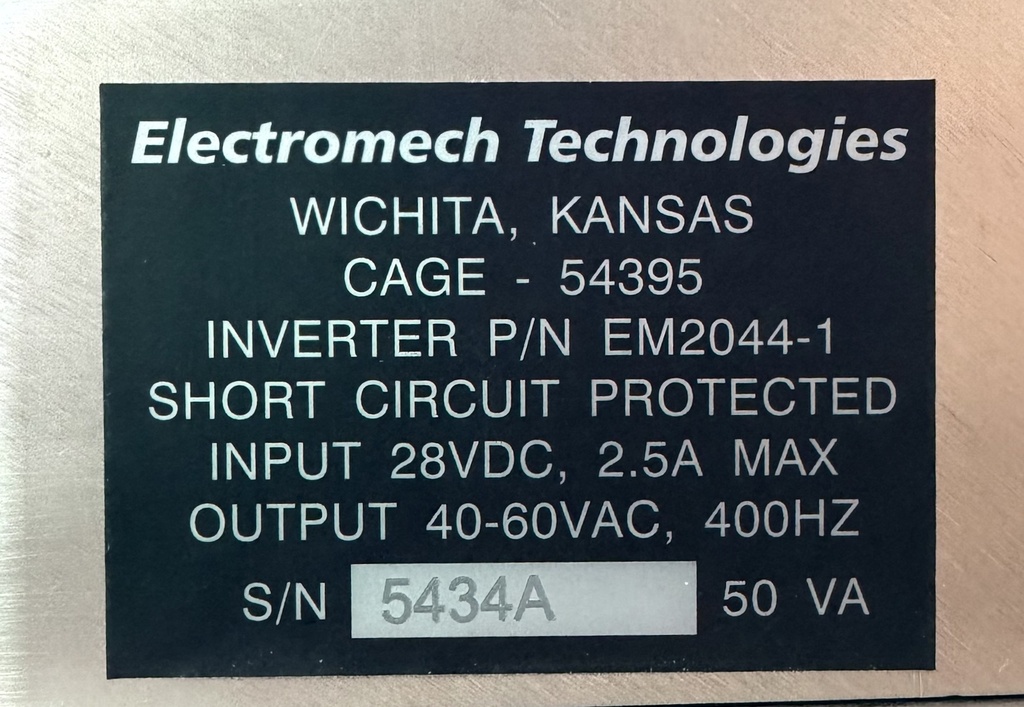 Electromech Technologies
WICHITA, KANSAS
CAGE - 54395
INVERTER P/N EM2044-1
SHORT CIRCUIT PROTECTED
INPUT 28VDC, 2.5A MAX
OUTPUT 40-60VAC, 400HZ
S/N 5434A 50 VA